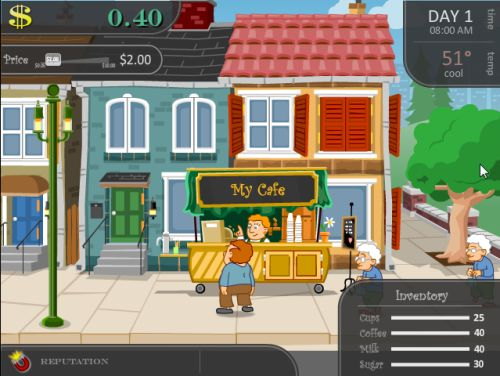 $ 0.40
DAY 1
08:00 AM
time
Price
$2.00
51°
cool
temp
My Cafe
Inventory
Cups 25
Coffee 40
Milk 40
Sugar 30
REPUTATION